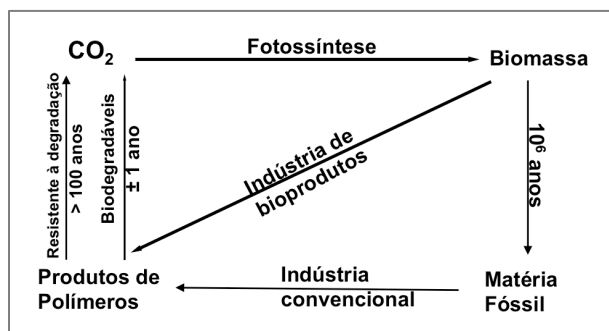 CO₂
Fotossíntese
Biomassa
Resistente à degradação
> 100 anos
Biodegradáveis
± 1 ano
Indústria de
bioprodutos
10⁶ anos
Produtos de
Polímeros
Indústria
convencional
Matéria
Fóssil